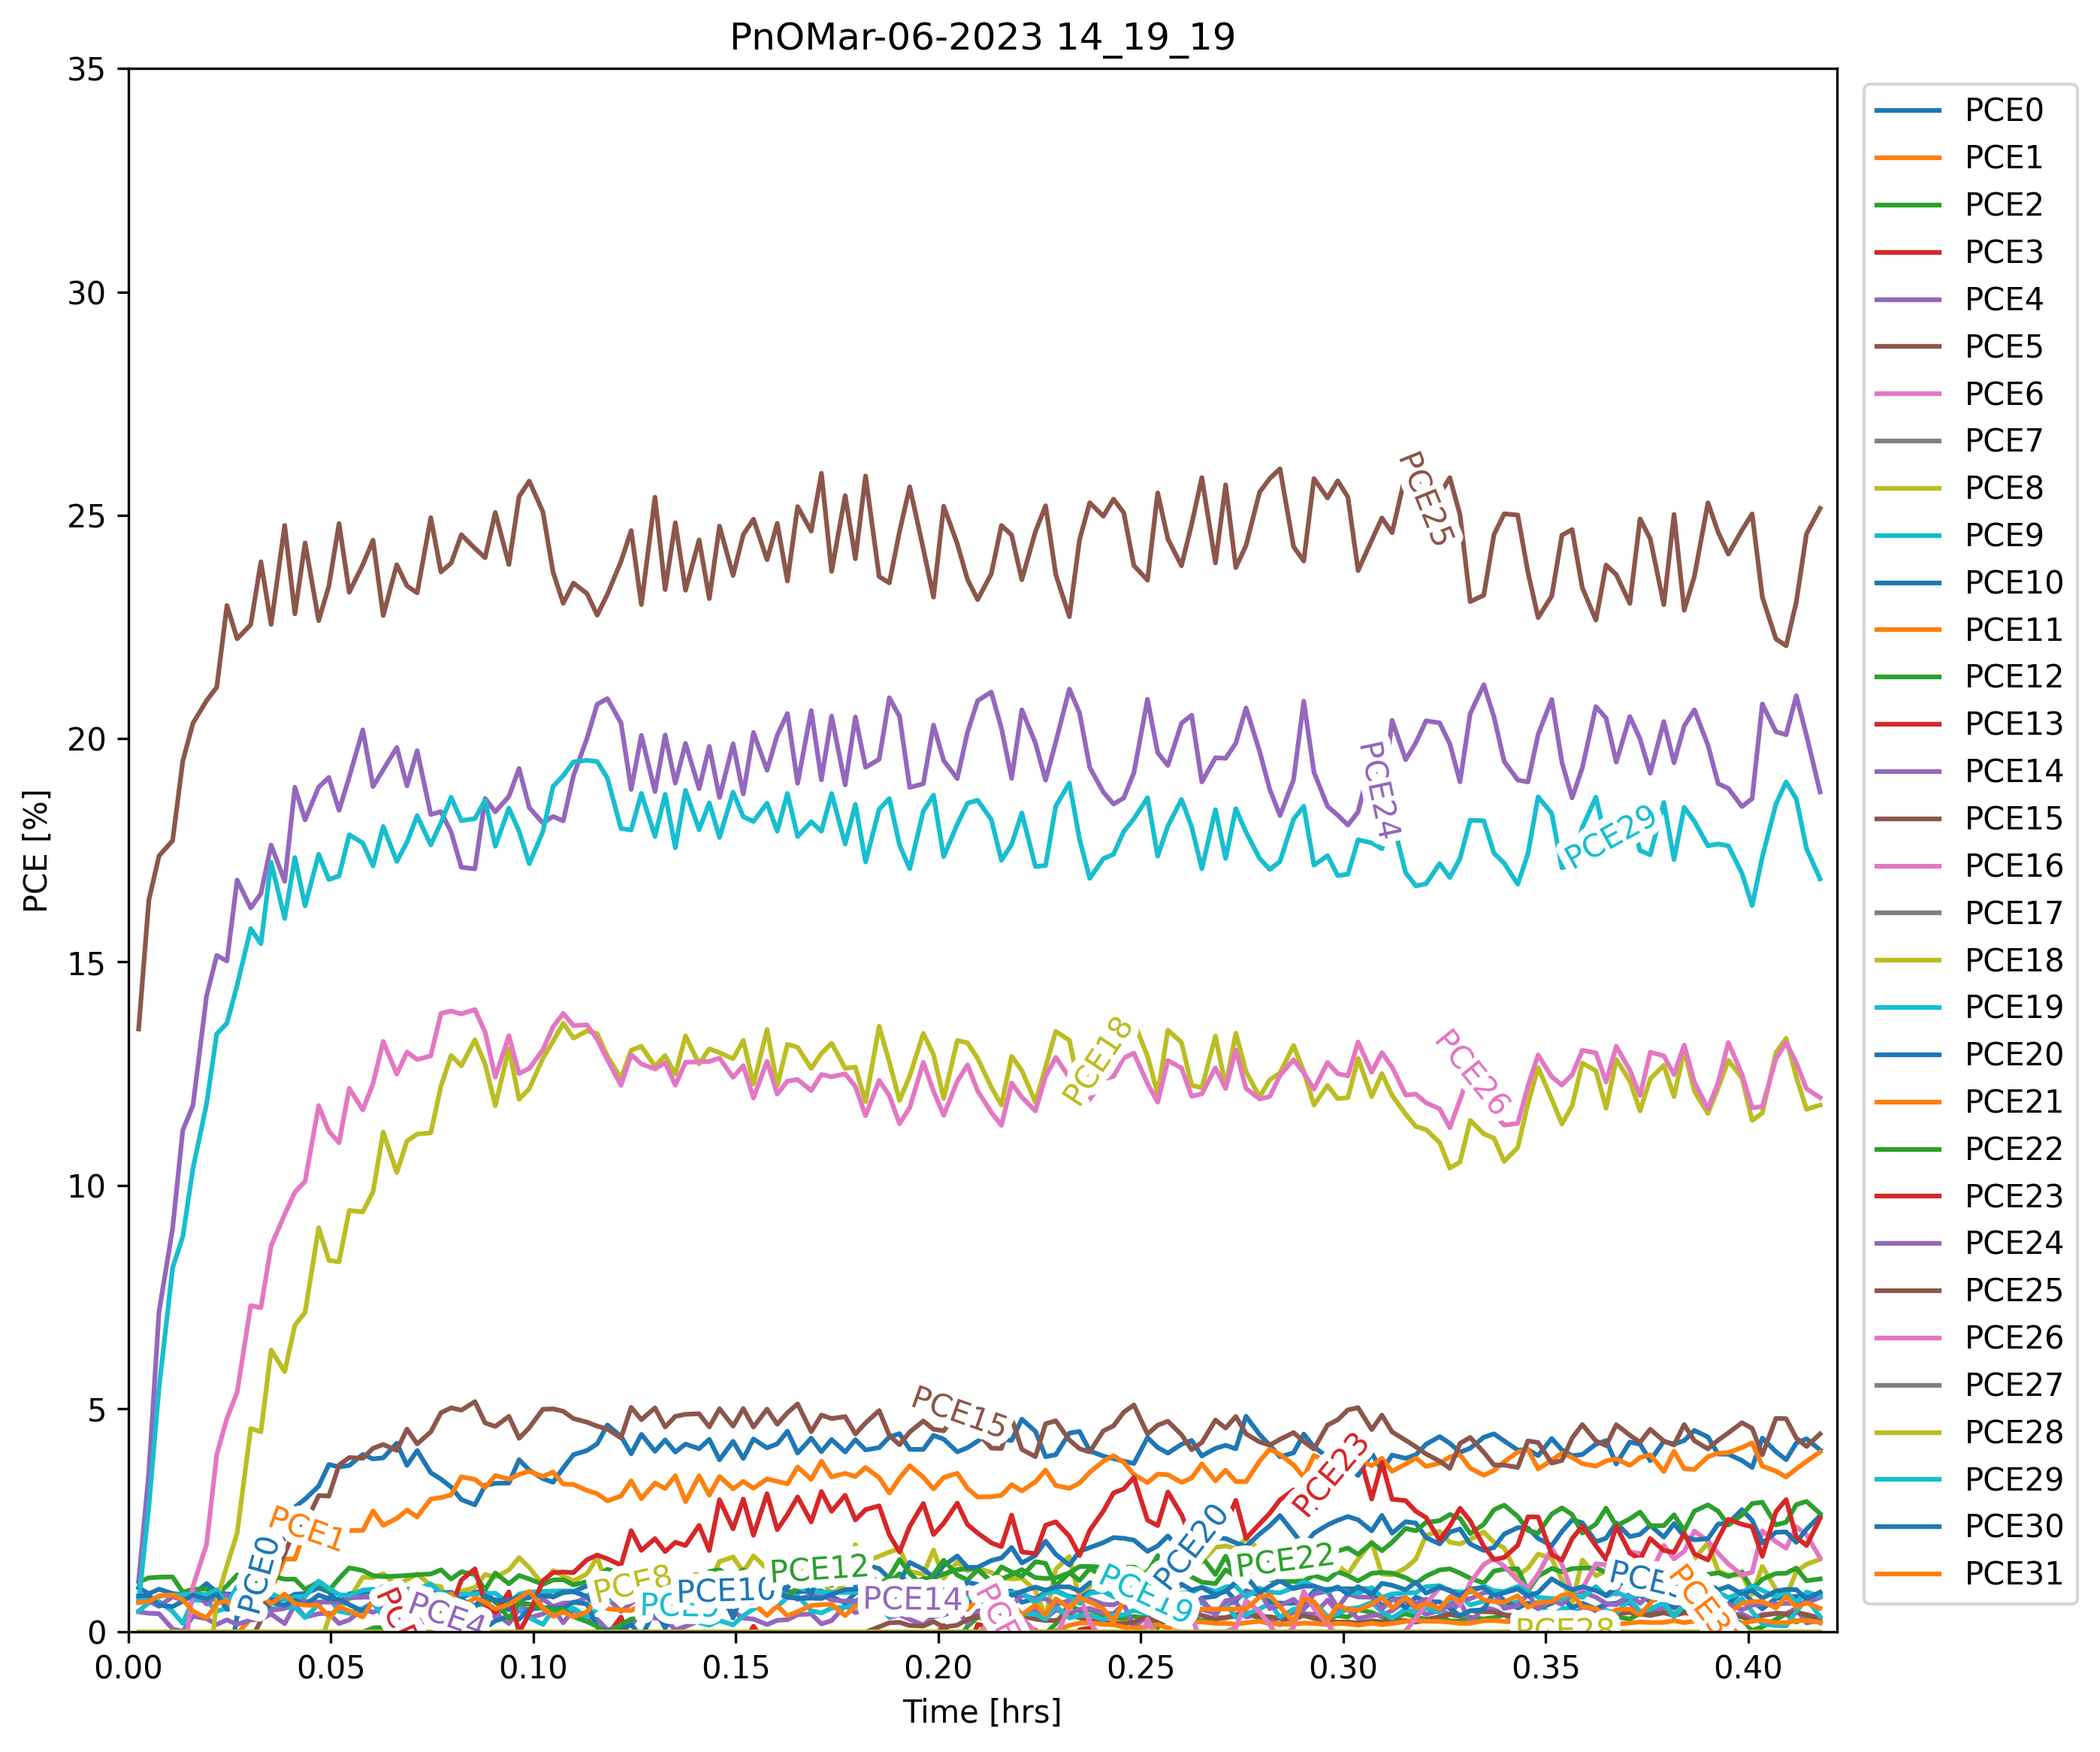 PnOMar-06-2023 14_19_19
PCE [%]
35
30
25
20
15
10
5
0
0.00 0.05 0.10 0.15 0.20 0.25 0.30 0.35 0.40
Time [hrs]
PCE25
PCE24
PCE29
PCE18
PCE26
PCE15
PCE1
PCE0
PCE4
PCE8
PCE10
PCE12
PCE14
PCE19
PCE20
PCE22
PCE23
PCE28
PCE0
PCE1
PCE2
PCE3
PCE4
PCE5
PCE6
PCE7
PCE8
PCE9
PCE10
PCE11
PCE12
PCE13
PCE14
PCE15
PCE16
PCE17
PCE18
PCE19
PCE20
PCE21
PCE22
PCE23
PCE24
PCE25
PCE26
PCE27
PCE28
PCE29
PCE30
PCE31